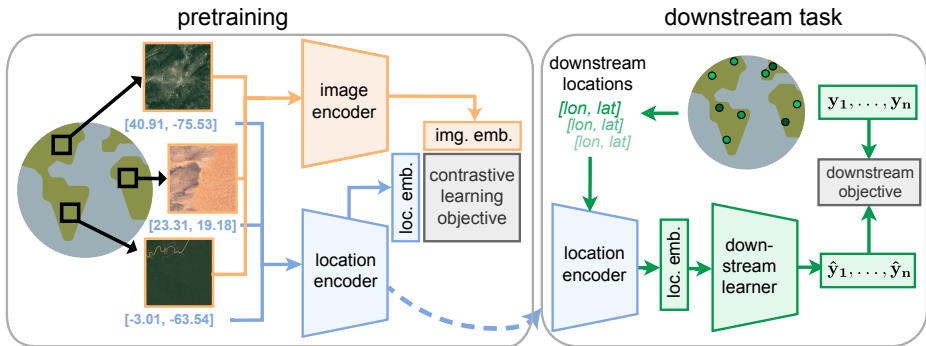 pretraining
[40.91, -75.53]
[23.31, 19.18]
[-3.01, -63.54]
image
encoder
img. emb.
loc. emb.
contrastive
learning
objective
location
encoder
downstream task
downstream
locations
[lon, lat]
[lon, lat]
[lon, lat]
location
encoder
loc. emb.
down-
stream
learner
y₁, . . . , yₙ
downstream
objective
ŷ₁, . . . , ŷₙ